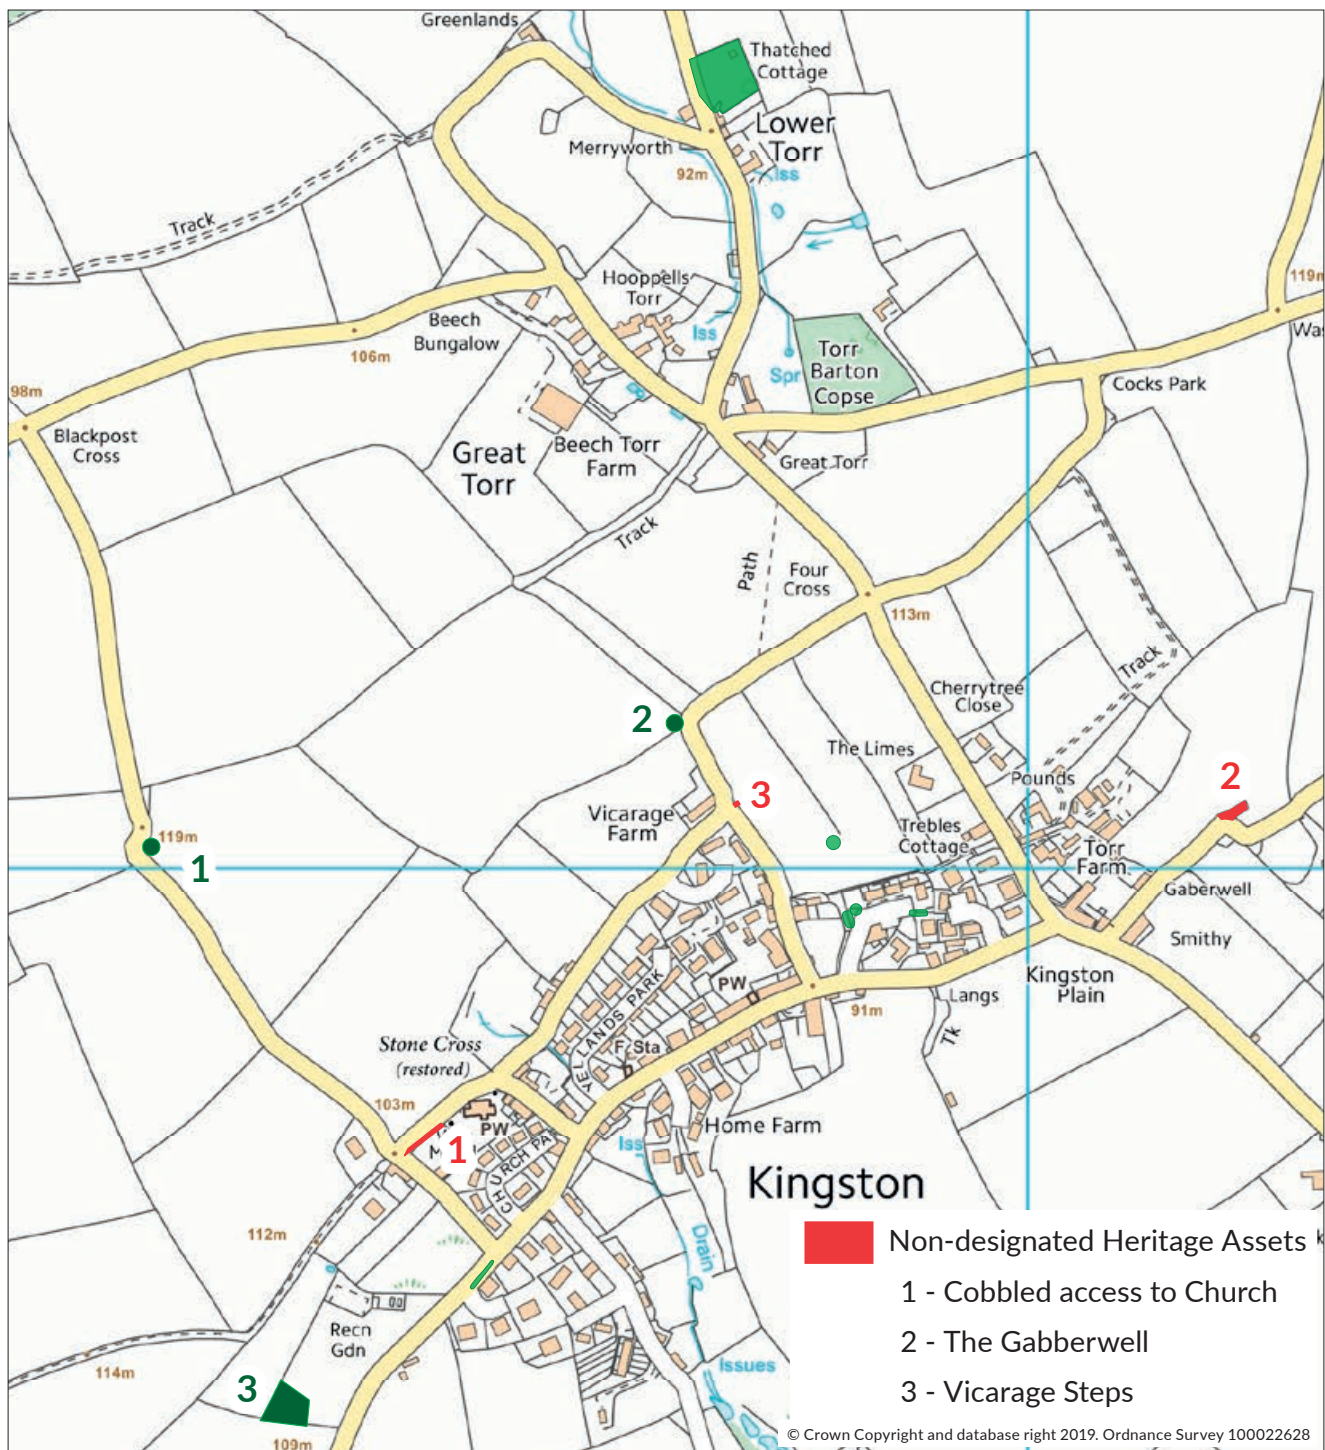 Greenlands
Thatched
Cottage
Lower
Torr
Merryworth
92m
Iss
Track
Hooppells
Torr
119m
Beech
Bungalow
Iss
106m
Torr
Barton
Copse
Spr
Cocks Park
98m
Blackpost
Cross
Great
Torr
Beech Torr
Farm
Great Torr
Track
Path
Four
Cross
113m
Track
Cherrytree
Close
2
The Limes
Pounds
2
3
Vicarage
Farm
119m
1
Trebles
Cottage
Torr
Farm
Gaberwell
Smithy
Kingston
Plain
Langs
PW
91m
Tk
YELLANDS PARK
F Sta
Stone Cross
(restored)
103m
PW
M
1
CHURCH PA
Iss
Home Farm
Kingston
112m
Drain
Recn
Gdn
114m
3
109m
Issues
Non-designated Heritage Assets
1 - Cobbled access to Church
2 - The Gabberwell
3 - Vicarage Steps
© Crown Copyright and database right 2019. Ordnance Survey 100022628